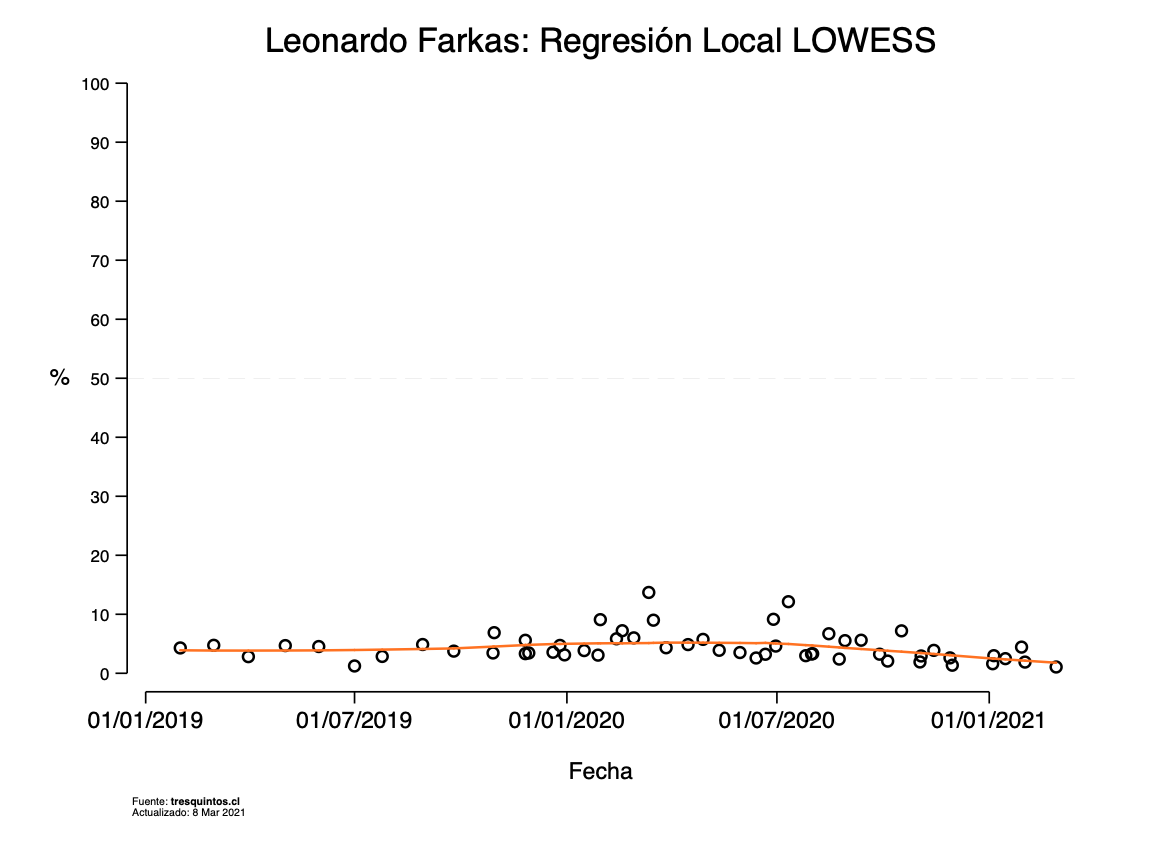 Leonardo Farkas: Regresión Local LOWESS
100
90
80
70
60
% 50
40
30
20
10
0
01/01/2019 01/07/2019 01/01/2020 01/07/2020 01/01/2021
Fecha
Fuente: tresquintos.cl
Actualizado: 8 Mar 2021